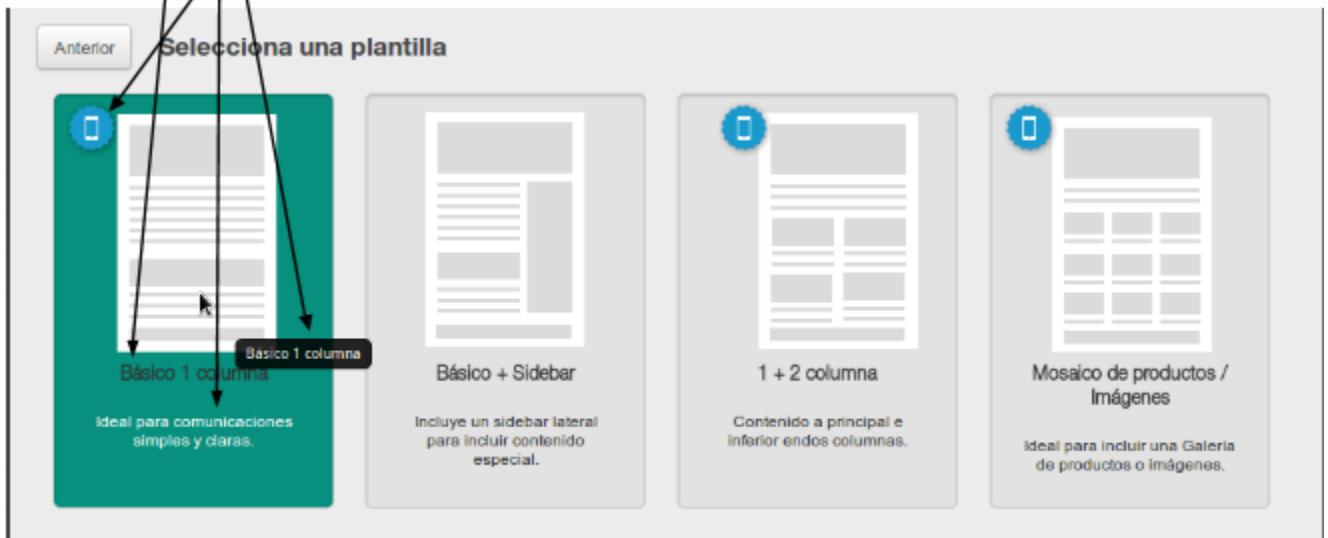 Anterior
Selecciona una plantilla
Básico 1 columna
Básico 1 columna
Ideal para comunicaciones
simples y claras.
Básico + Sidebar
Incluye un sidebar lateral
para incluir contenido
especial.
1 + 2 columna
Contenido a principal e
inferior endos columnas.
Mosaico de productos /
Imágenes
Ideal para incluir una Galería
de productos o imágenes.